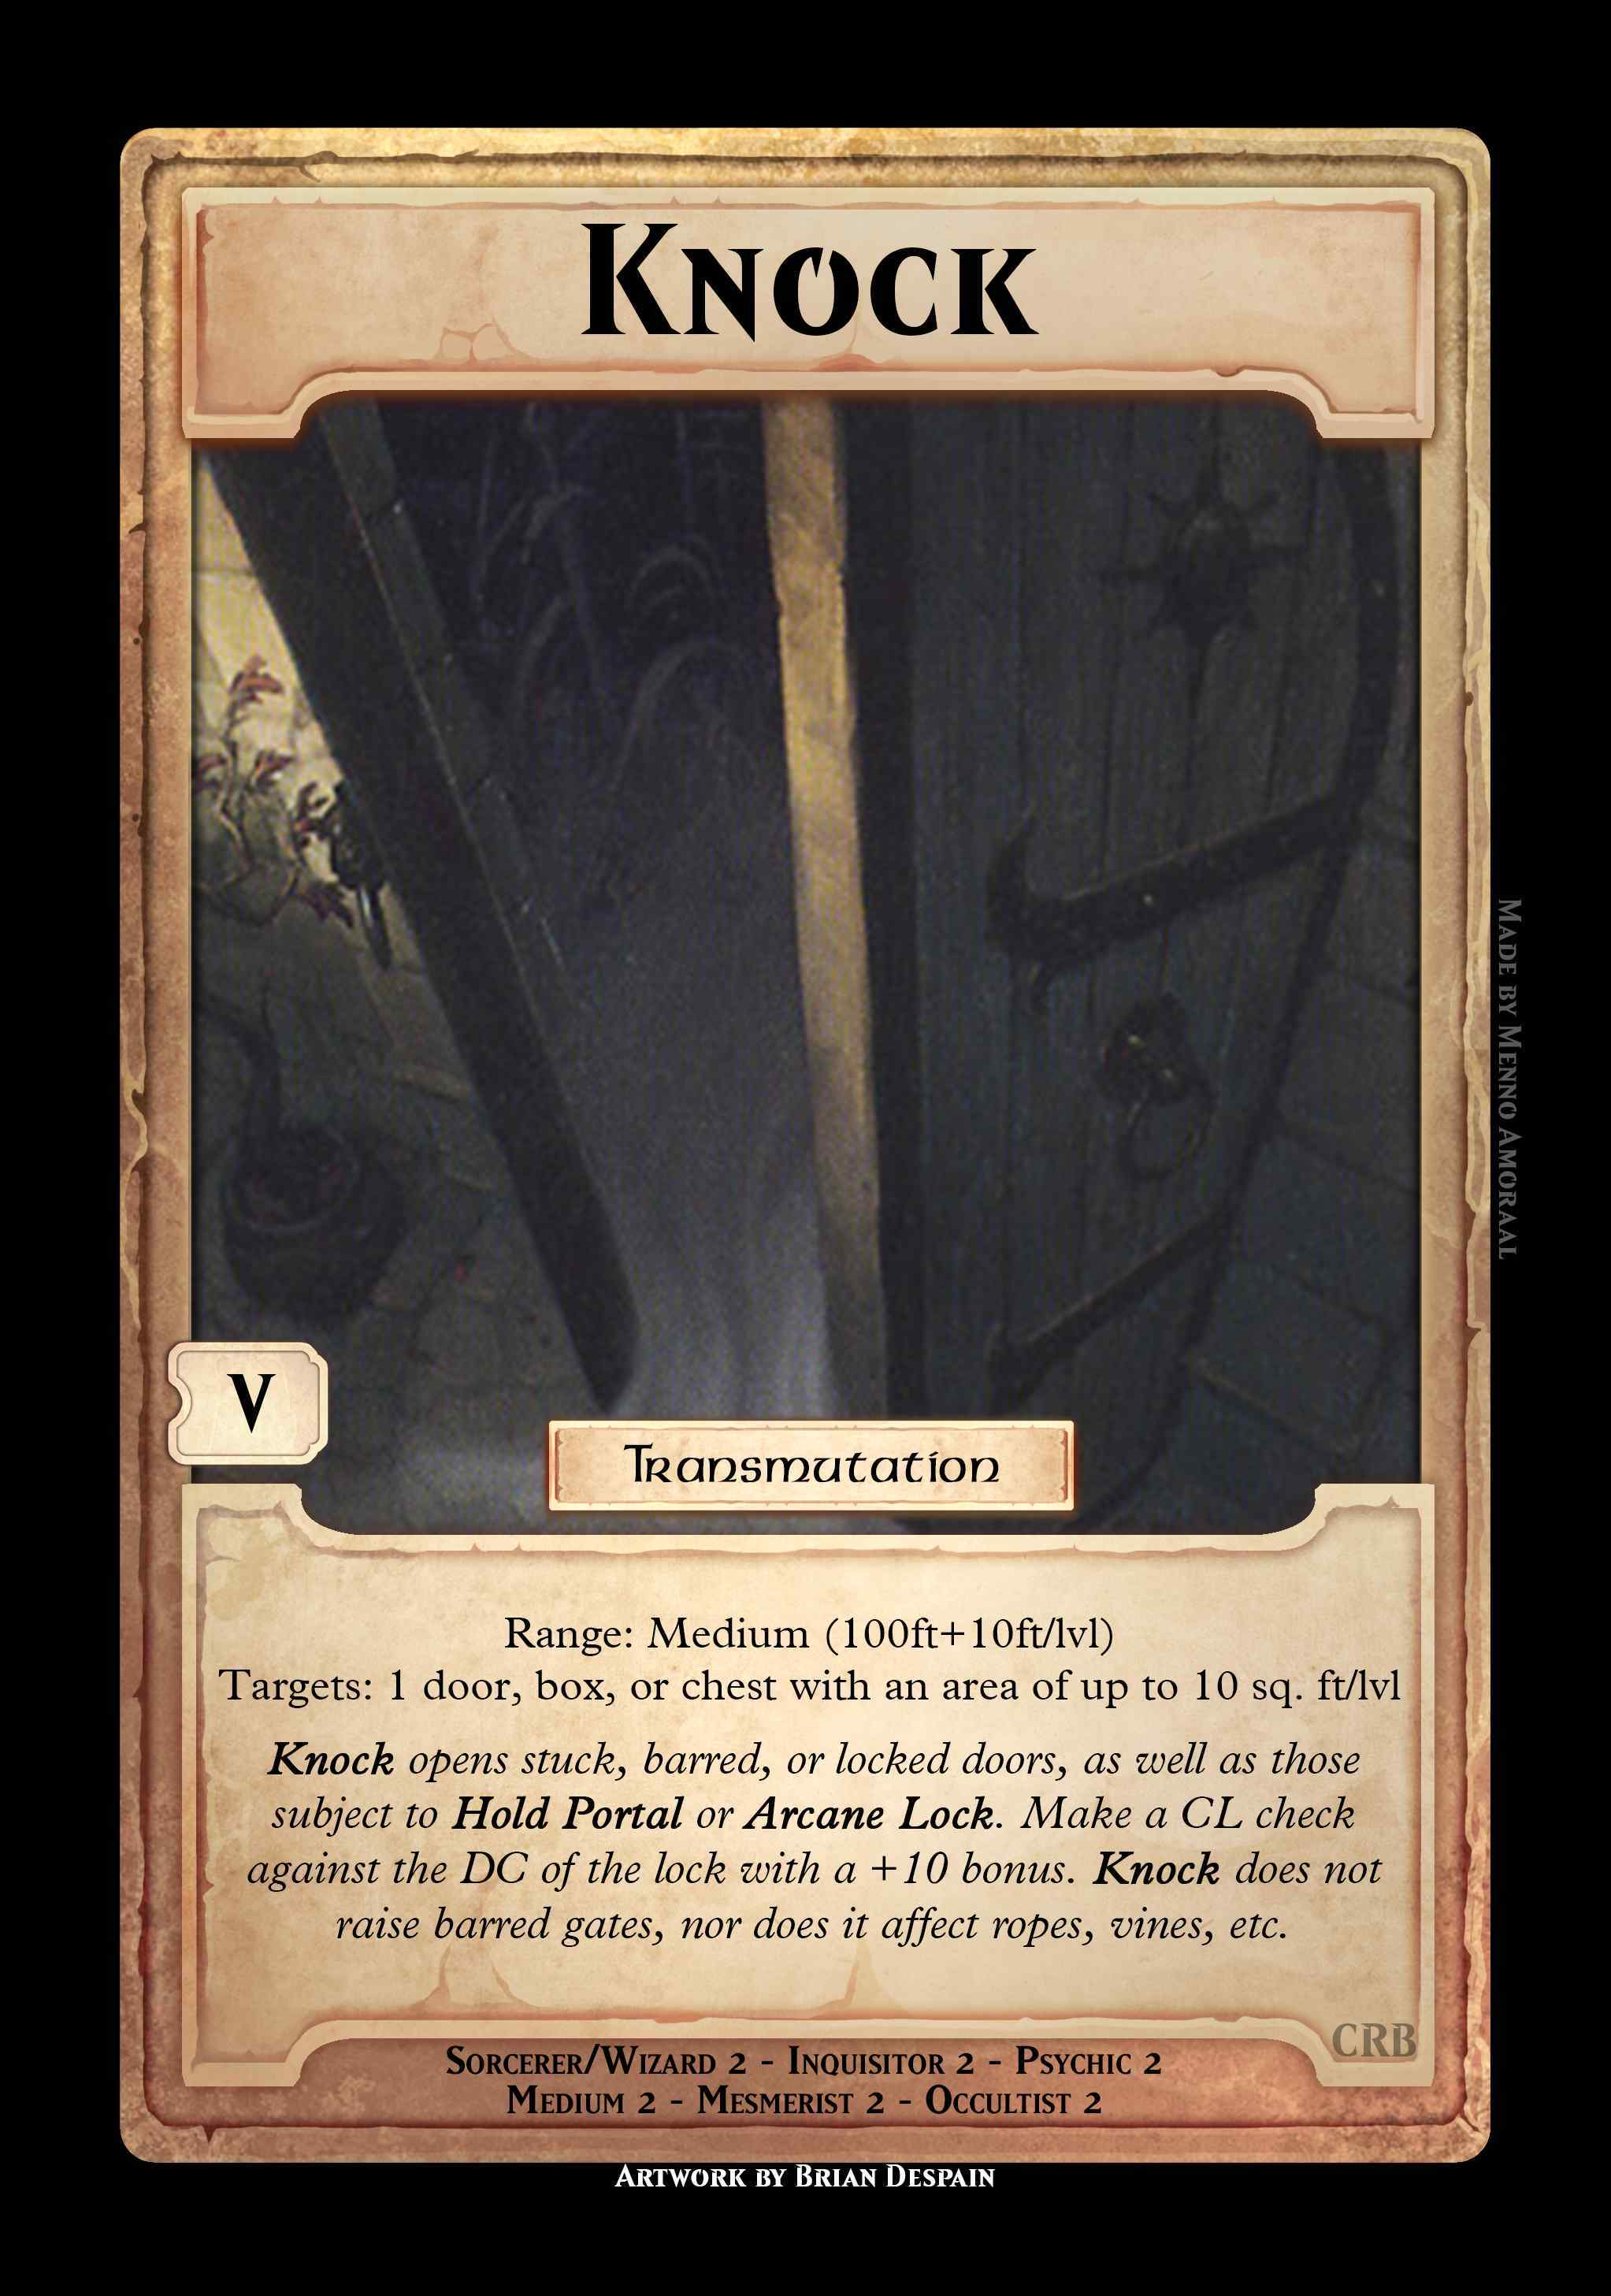 Knock
V
Transmutation
Range: Medium (100ft+10ft/lvl)
Targets: 1 door, box, or chest with an area of up to 10 sq. ft/lvl
Knock opens stuck, barred, or locked doors, as well as those
subject to Hold Portal or Arcane Lock. Make a CL check
against the DC of the lock with a +10 bonus. Knock does not
raise barred gates, nor does it affect ropes, vines, etc.
CRB
Sorcerer/Wizard 2 - Inquisitor 2 - Psychic 2
Medium 2 - Mesmerist 2 - Occultist 2
Artwork by Brian Despain
Made by Menno Amoraal